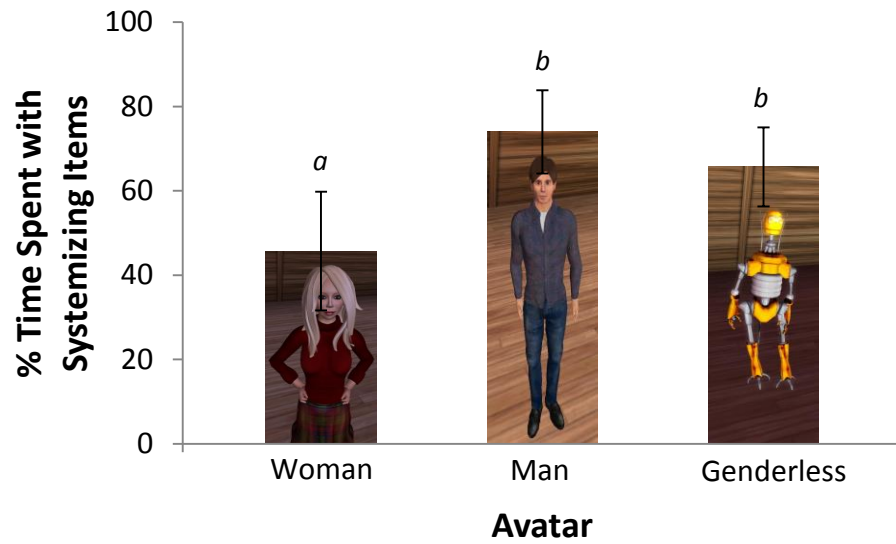 % Time Spent with
Systemizing Items
100
80
60
40
20
0
a
b
b
Woman
Man
Genderless
Avatar